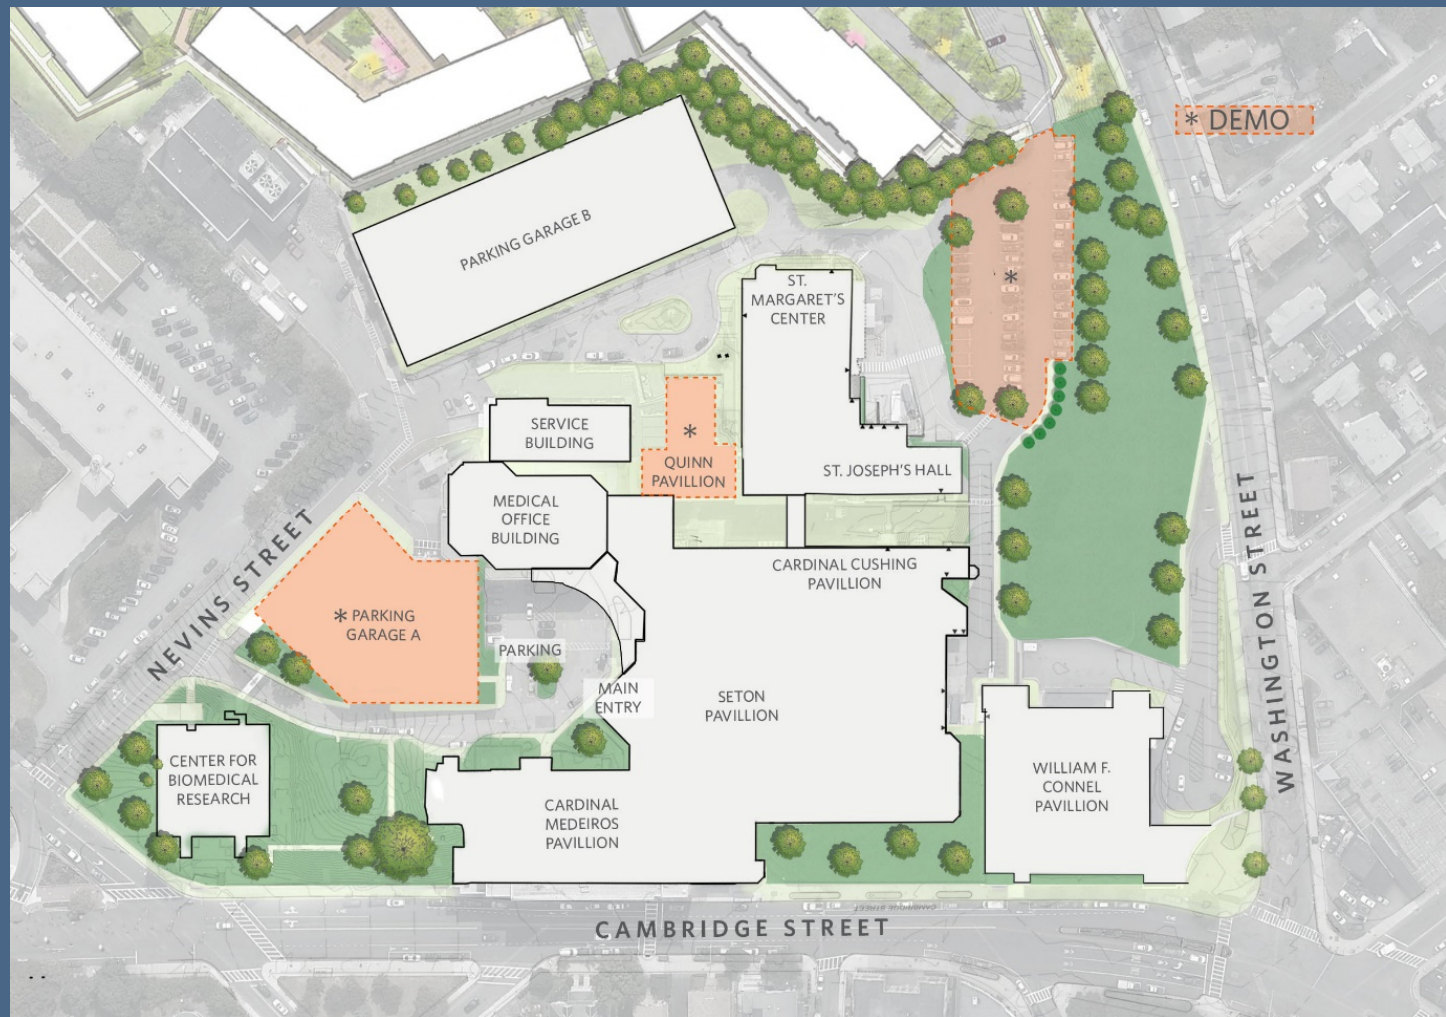 * DEMO
PARKING GARAGE B
ST.
MARGARET'S
CENTER
*
SERVICE
BUILDING
*
QUINN
PAVILLION
ST. JOSEPH'S HALL
MEDICAL
OFFICE
BUILDING
CARDINAL CUSHING
PAVILLION
NEVINS STREET
* PARKING
GARAGE A
PARKING
MAIN
ENTRY
SETON
PAVILLION
WASHINGTON STREET
CENTER FOR
BIOMEDICAL
RESEARCH
CARDINAL
MEDEIROS
PAVILLION
WILLIAM F.
CONNEL
PAVILLION
CAMBRIDGE STREET
CAMBRIDGE STREET